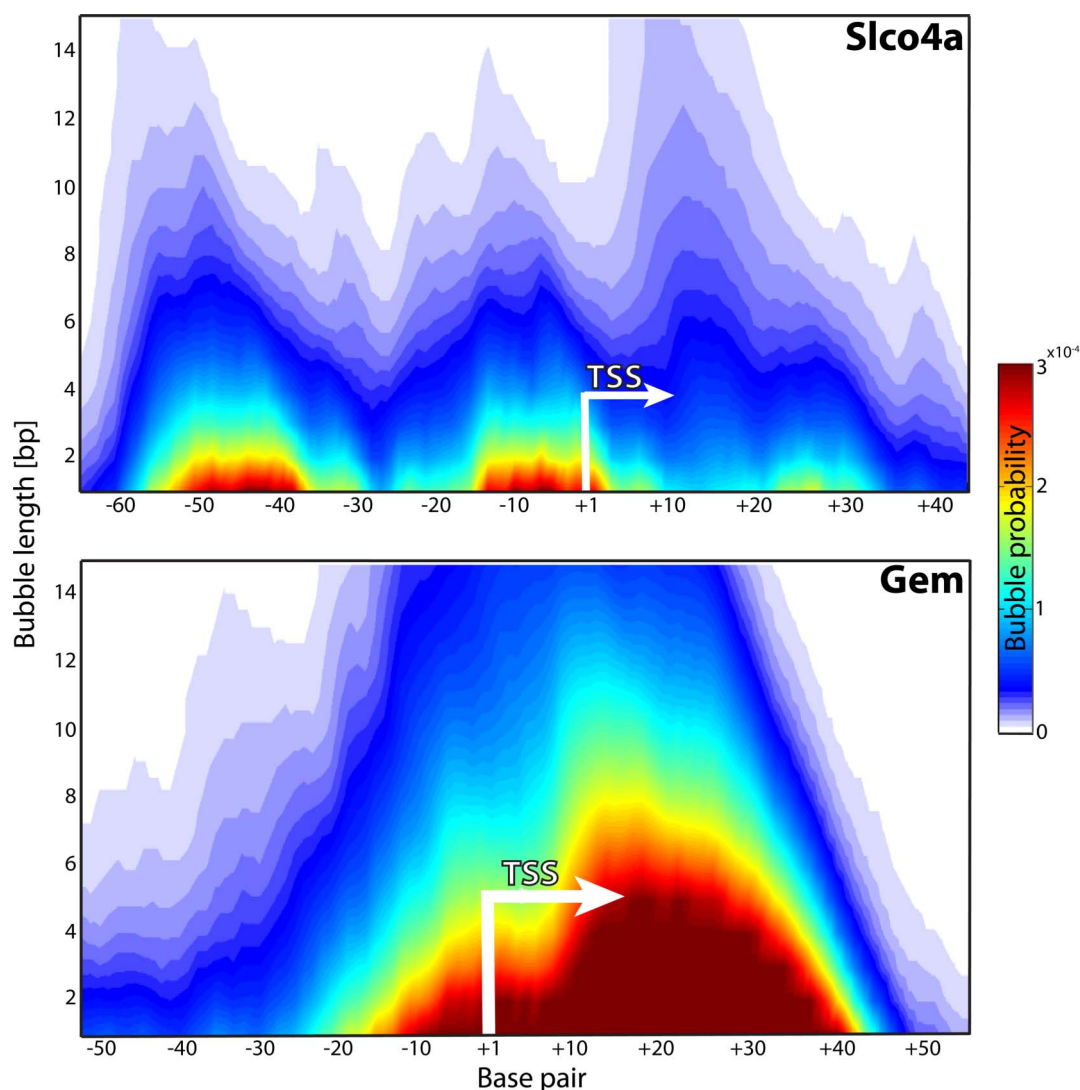 Slco4a
14
12
10
8
6
4
2
TSS
-60 -50 -40 -30 -20 -10 +1 +10 +20 +30 +40
Bubble length [bp]
x10⁻⁴
3
2
1
0
Bubble probability
Gem
14
12
10
8
6
4
2
TSS
-50 -40 -30 -20 -10 +1 +10 +20 +30 +40 +50
Base pair